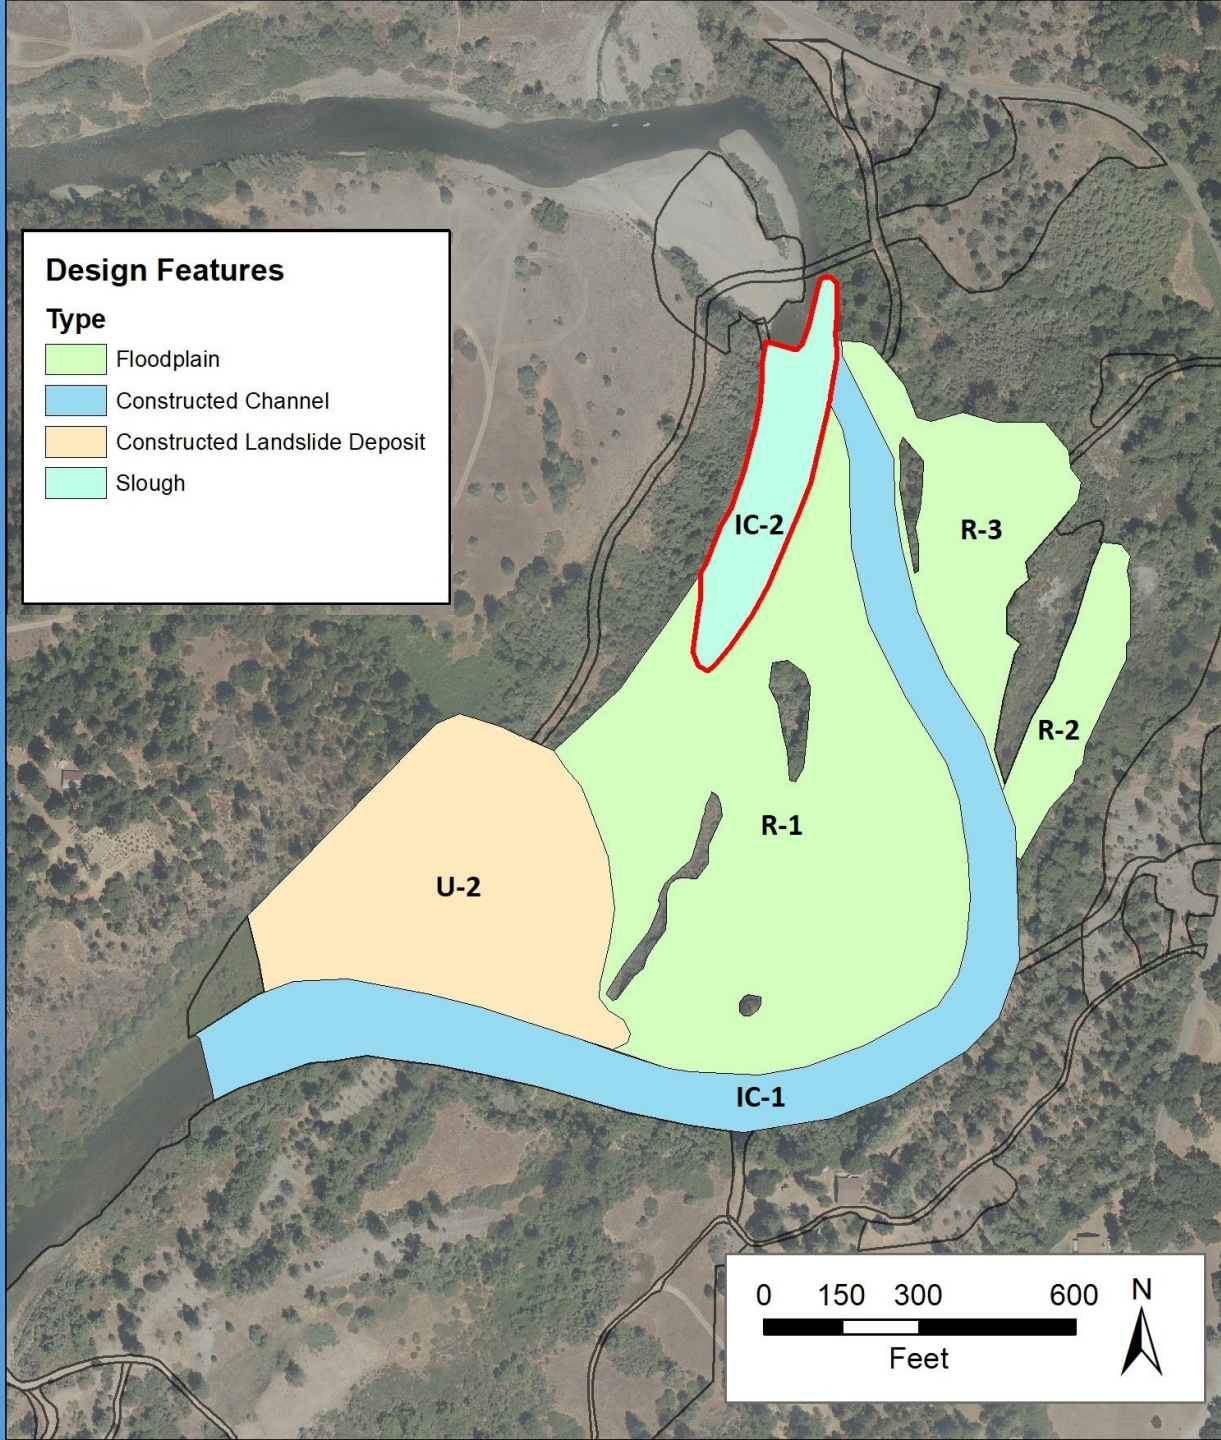 Design Features
Type
Floodplain
Constructed Channel
Constructed Landslide Deposit
Slough
IC-2
R-3
R-2
R-1
U-2
IC-1
0 150 300 600 N
Feet